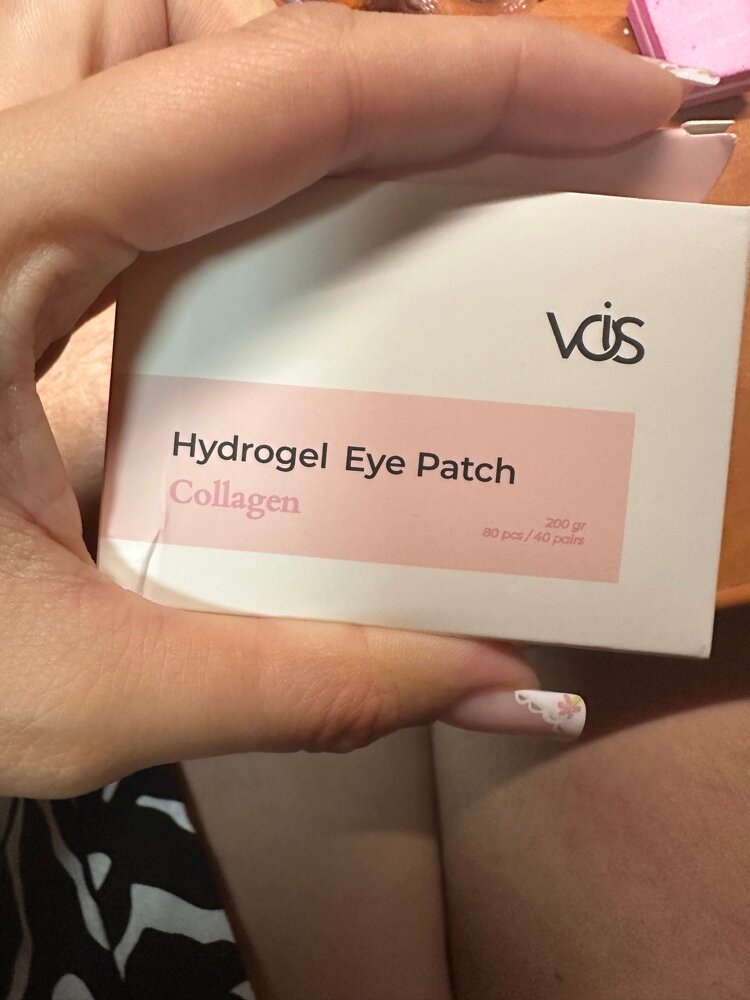 VOiS
Hydrogel Eye Patch
Collagen
200 gr
80 pcs / 40 pairs